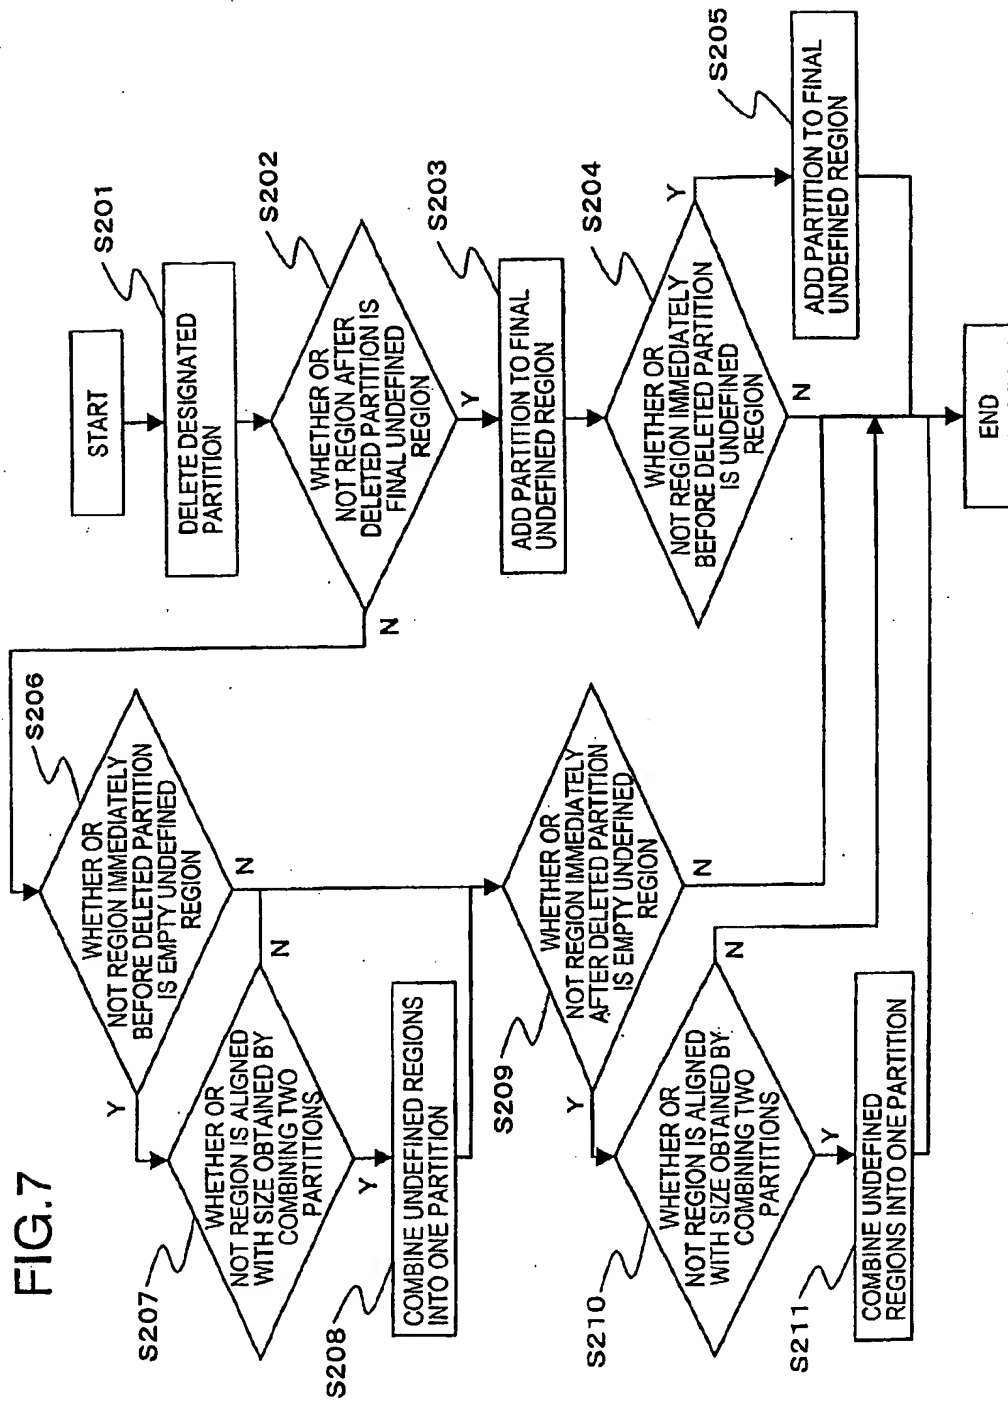 FIG.7
START
S201
DELETE DESIGNATED
PARTITION
S202
WHETHER OR
NOT REGION AFTER
DELETED PARTITION IS
FINAL UNDEFINED
REGION
Y
N
S203
ADD PARTITION TO FINAL
UNDEFINED REGION
S204
WHETHER OR
NOT REGION IMMEDIATELY
BEFORE DELETED PARTITION
IS UNDEFINED
REGION
Y
N
S205
ADD PARTITION TO FINAL
UNDEFINED REGION
S206
WHETHER OR
NOT REGION IMMEDIATELY
BEFORE DELETED PARTITION
IS EMPTY UNDEFINED
REGION
Y
N
S207
WHETHER OR
NOT REGION IS ALIGNED
WITH SIZE OBTAINED BY
COMBINING TWO
PARTITIONS
N
Y
S208
COMBINE UNDEFINED REGIONS
INTO ONE PARTITION
S209
WHETHER OR
NOT REGION IMMEDIATELY
AFTER DELETED PARTITION
IS EMPTY UNDEFINED
REGION
Y
N
S210
WHETHER OR
NOT REGION IS ALIGNED
WITH SIZE OBTAINED BY
COMBINING TWO
PARTITIONS
N
Y
S211
COMBINE UNDEFINED
REGIONS INTO ONE PARTITION
END